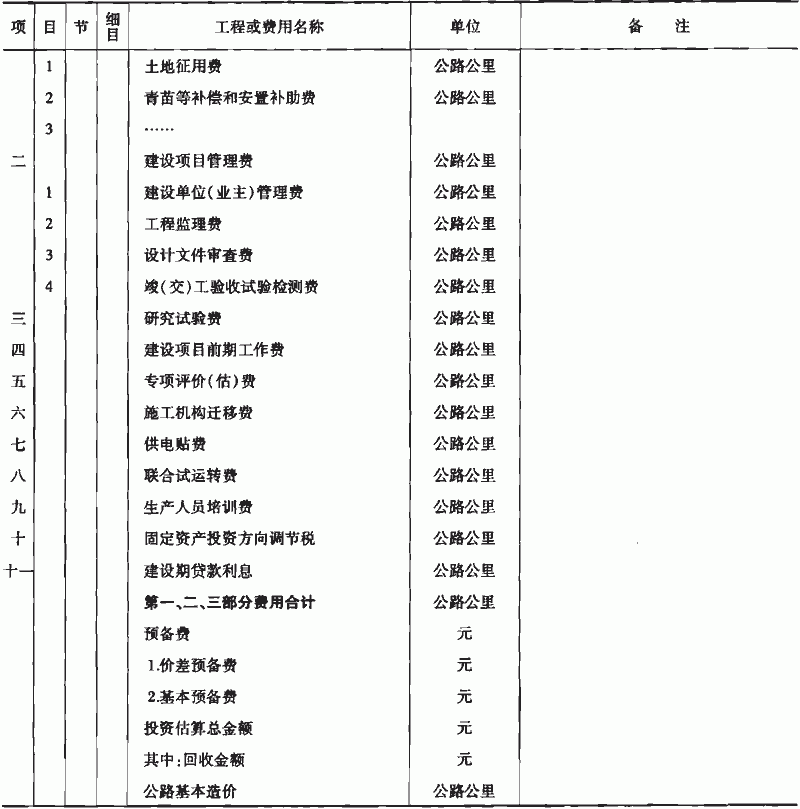 项 目 节 细目 工程或费用名称 单位 备 注
1 土地征用费 公路公里
2 青苗等补偿和安置补助费 公路公里
3 ……
二 建设项目管理费 公路公里
1 建设单位(业主)管理费 公路公里
2 工程监理费 公路公里
3 设计文件审查费 公路公里
4 竣(交)工验收试验检测费 公路公里
三 研究试验费 公路公里
四 建设项目前期工作费 公路公里
五 专项评价(估)费 公路公里
六 施工机构迁移费 公路公里
七 供电贴费 公路公里
八 联合试运转费 公路公里
九 生产人员培训费 公路公里
十 固定资产投资方向调节税 公路公里
十一 建设期贷款利息 公路公里
第一、二、三部分费用合计 公路公里
预备费 元
1.价差预备费 元
2.基本预备费 元
投资估算总金额 元
其中:回收金额 元
公路基本造价 公路公里